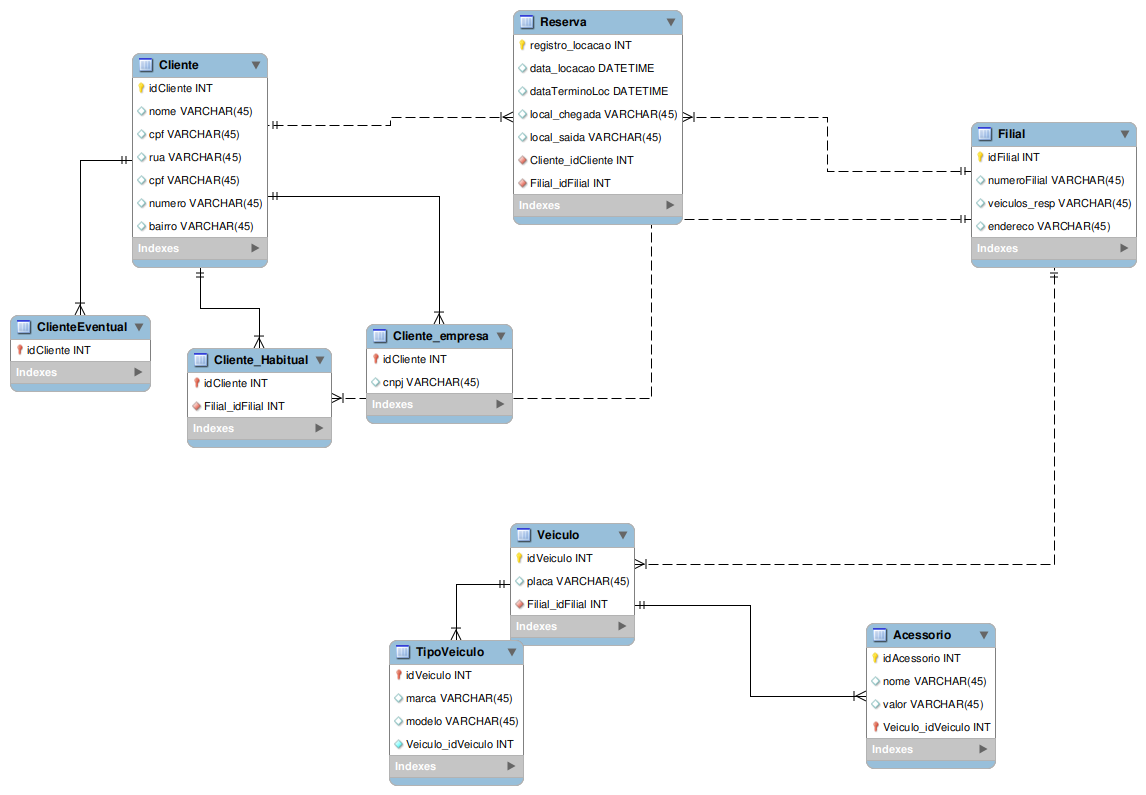 Reserva
registro_locacao INT
data_locacao DATETIME
dataTerminoLoc DATETIME
local_chegada VARCHAR(45)
local_saida VARCHAR(45)
Cliente_idCliente INT
Filial_idFilial INT
Indexes
Cliente
idCliente INT
nome VARCHAR(45)
cpf VARCHAR(45)
rua VARCHAR(45)
cpf VARCHAR(45)
numero VARCHAR(45)
bairro VARCHAR(45)
Indexes
Filial
idFilial INT
numeroFilial VARCHAR(45)
veiculos_resp VARCHAR(45)
endereco VARCHAR(45)
Indexes
ClienteEventual
idCliente INT
Indexes
Cliente_Habitual
idCliente INT
Filial_idFilial INT
Indexes
Cliente_empresa
idCliente INT
cnpj VARCHAR(45)
Indexes
Veiculo
idVeiculo INT
placa VARCHAR(45)
Filial_idFilial INT
Indexes
TipoVeiculo
idVeiculo INT
marca VARCHAR(45)
modelo VARCHAR(45)
Veiculo_idVeiculo INT
Indexes
Acessorio
idAcessorio INT
nome VARCHAR(45)
valor VARCHAR(45)
Veiculo_idVeiculo INT
Indexes